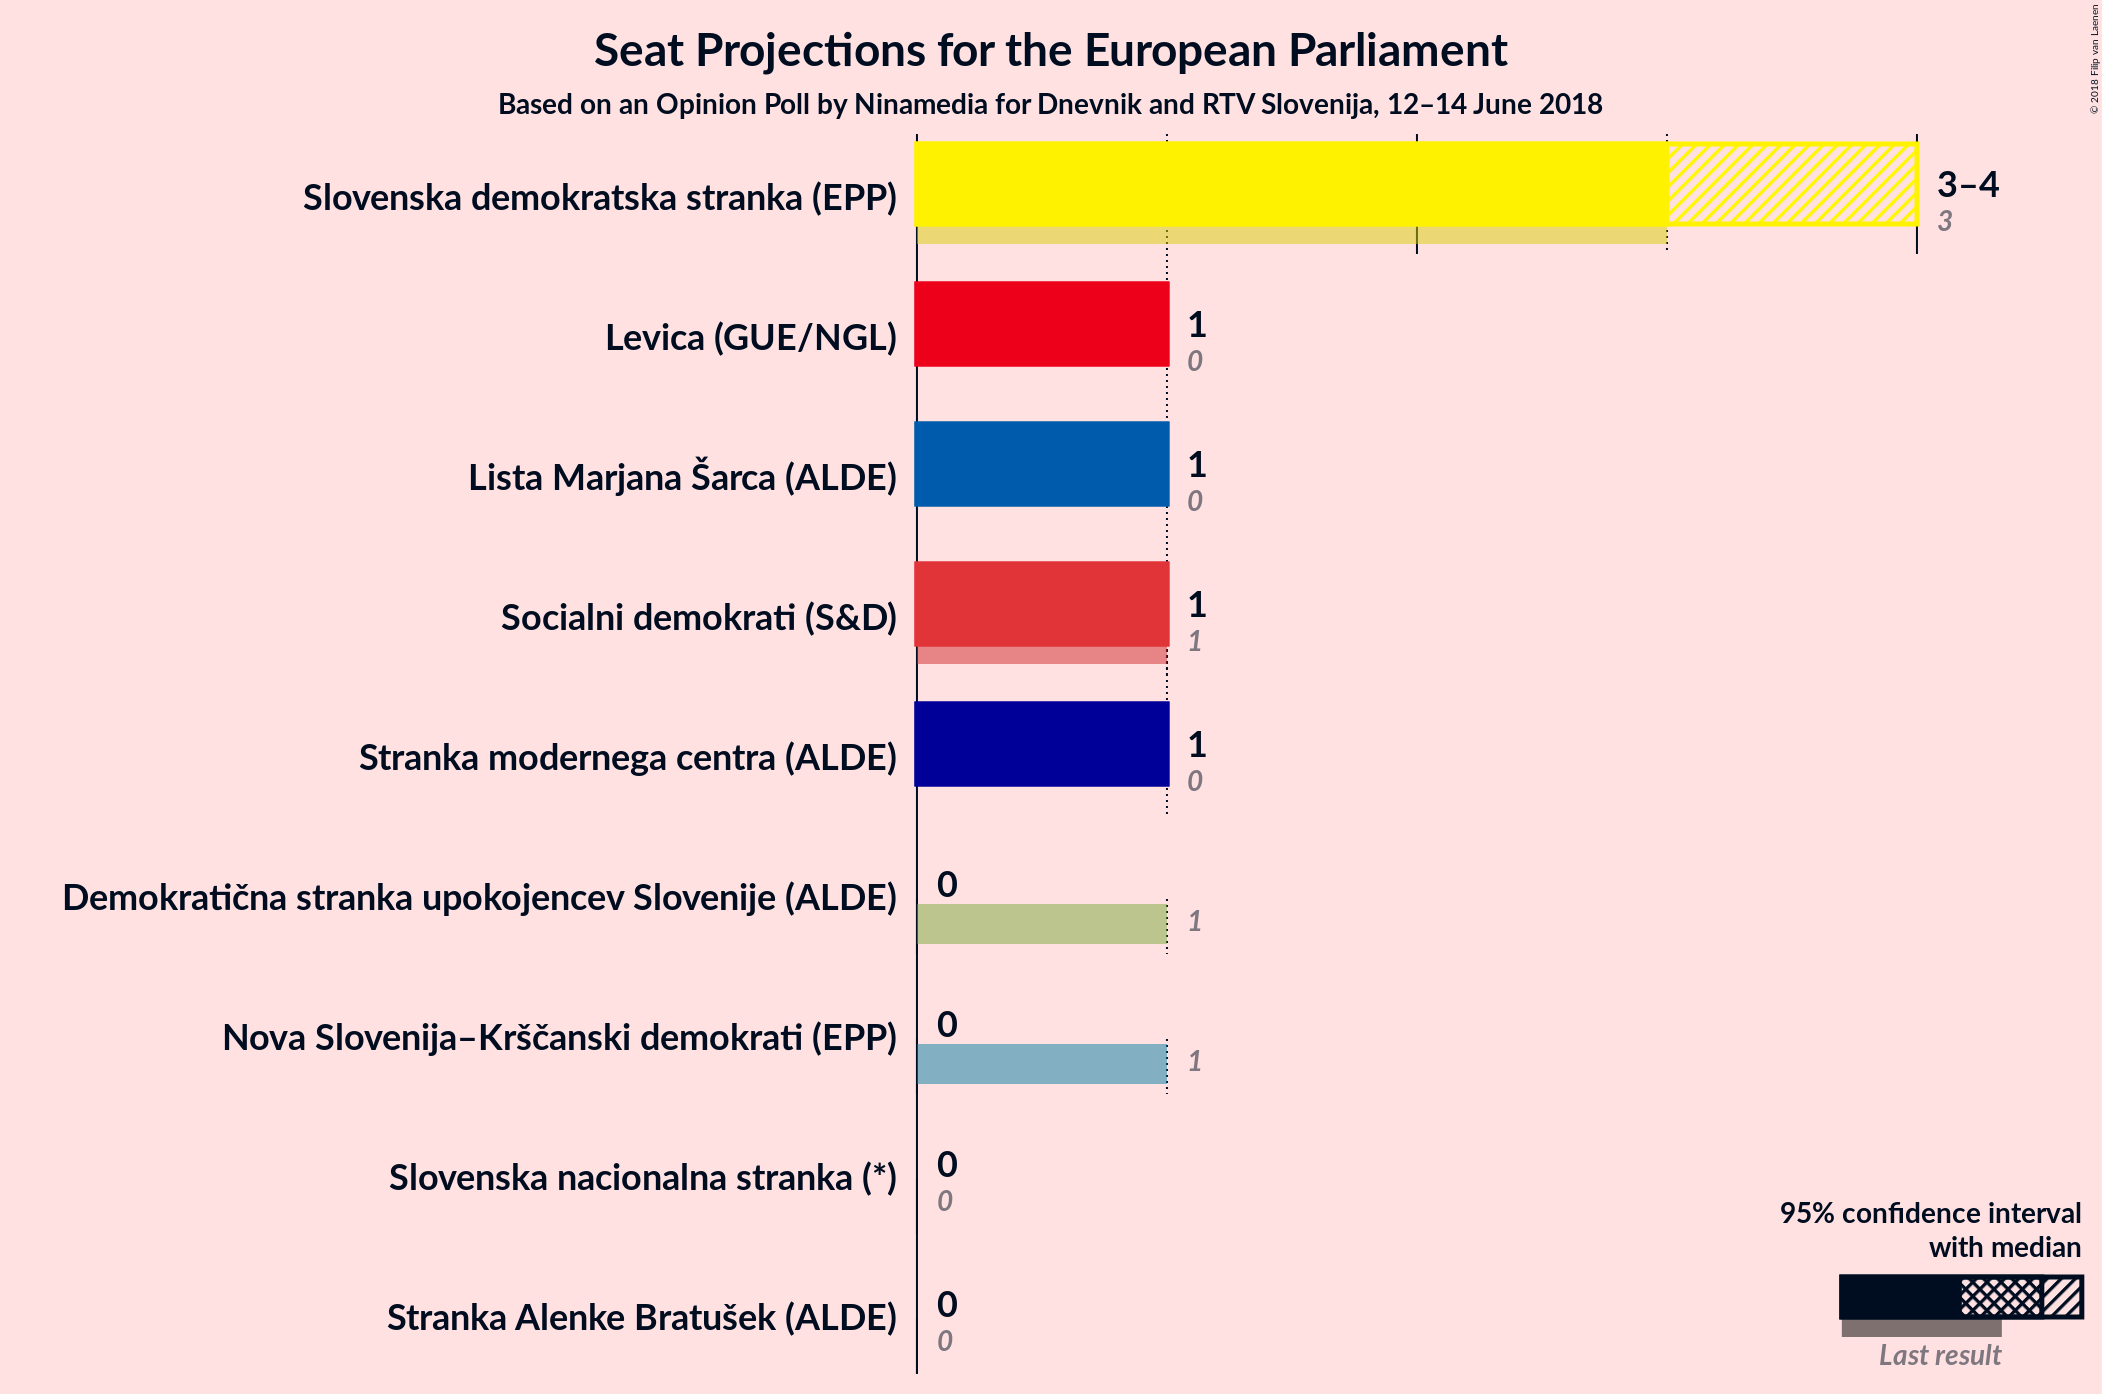 Seat Projections for the European Parliament
Based on an Opinion Poll by Ninamedia for Dnevnik and RTV Slovenija, 12–14 June 2018
© 2018 Filip van Laenen
Slovenska demokratska stranka (EPP)
3–4
3
Levica (GUE/NGL)
1
0
Lista Marjana Šarca (ALDE)
1
0
Socialni demokrati (S&D)
1
1
Stranka modernega centra (ALDE)
1
0
Demokratična stranka upokojencev Slovenije (ALDE)
0
1
Nova Slovenija–Krščanski demokrati (EPP)
0
1
Slovenska nacionalna stranka (*)
0
0
Stranka Alenke Bratušek (ALDE)
0
0
95% confidence interval
with median
Last result